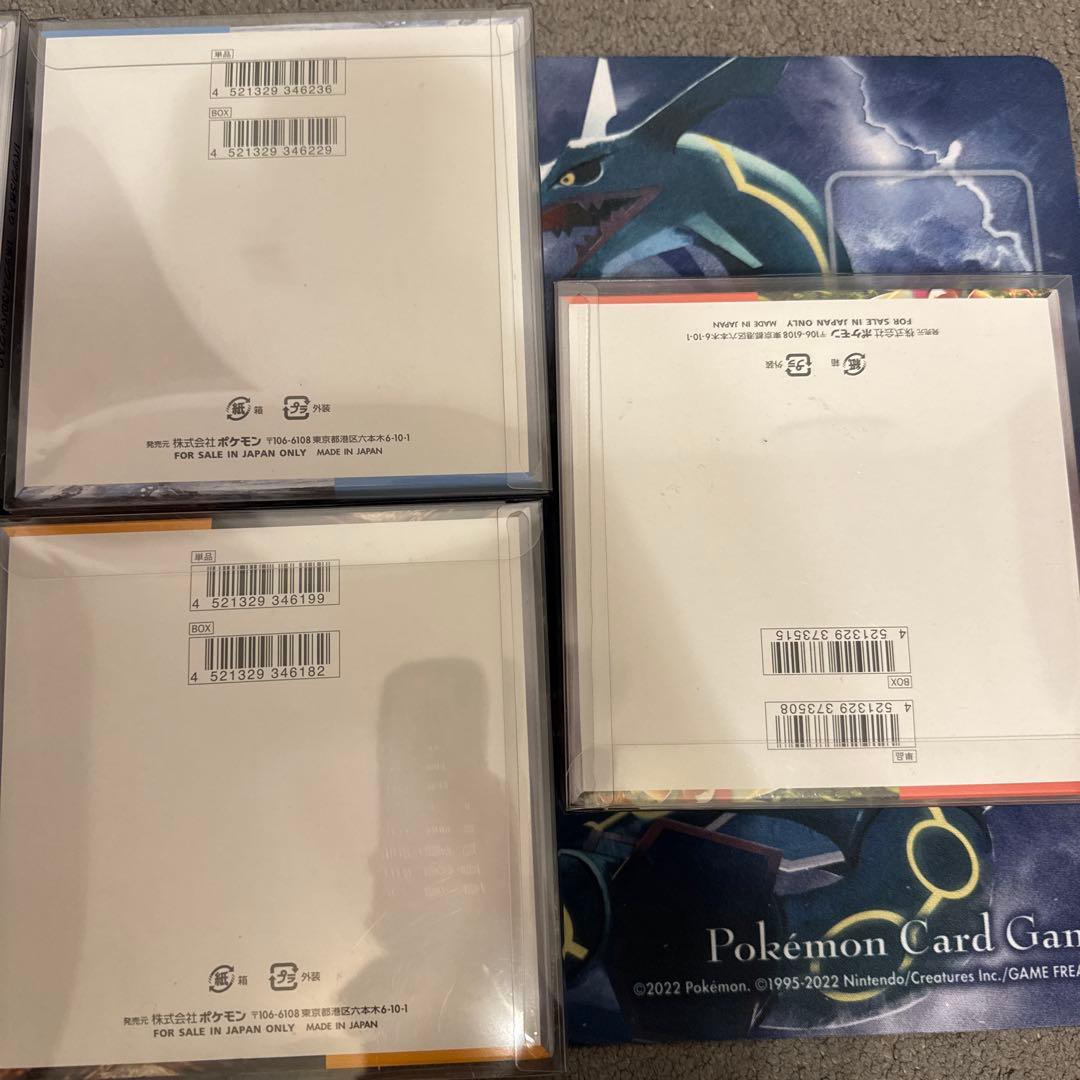 単品
4 521329 346236
BOX
4 521329 346229
紙 箱 プラ 外装
発売元 株式会社 ポケモン 〒106-6108 東京都港区六本木6-10-1
FOR SALE IN JAPAN ONLY MADE IN JAPAN
単品
4 521329 346199
BOX
4 521329 346182
紙 箱 プラ 外装
発売元 株式会社 ポケモン 〒106-6108 東京都港区六本木6-10-1
FOR SALE IN JAPAN ONLY MADE IN JAPAN
単品
4 521329 373508
BOX
4 521329 373515
紙 箱 プラ 外装
発売元 株式会社 ポケモン 〒106-6108 東京都港区六本木6-10-1
FOR SALE IN JAPAN ONLY MADE IN JAPAN
Pokémon Card Gam
©2022 Pokémon. ©1995-2022 Nintendo/Creatures Inc./GAME FREA